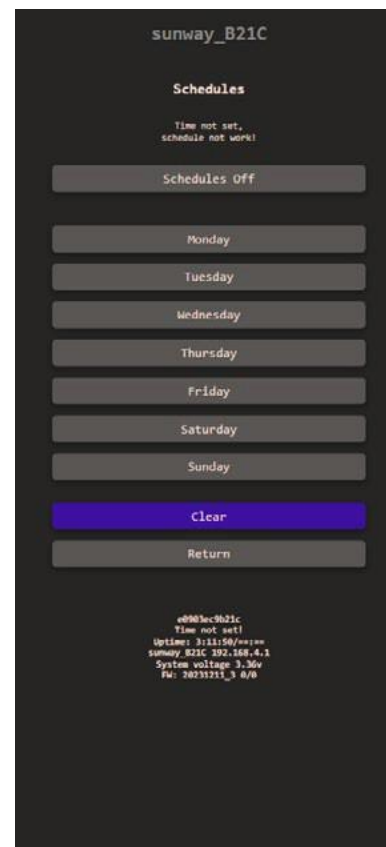 sunway_B21C
Schedules
Time not set,
schedule not work!
Schedules Off
Monday
Tuesday
Wednesday
Thursday
Friday
Saturday
Sunday
Clear
Return
e0903ec9b21c
Time not set!
Uptime: 3:11:50/==:==
sunway_B21C 192.168.4.1
System voltage 3.36v
FW: 20231211_3 0/0